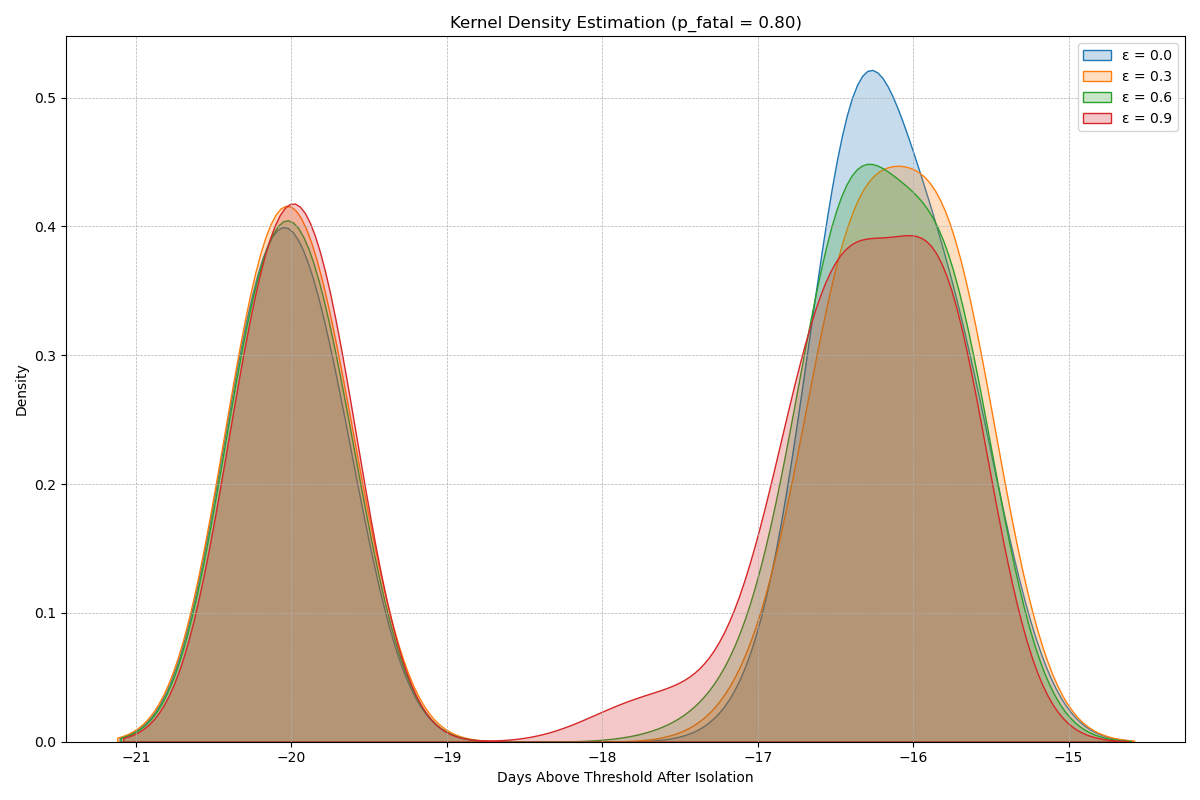 Kernel Density Estimation (p_fatal = 0.80)
ε = 0.0
ε = 0.3
ε = 0.6
ε = 0.9
Density
0.5
0.4
0.3
0.2
0.1
0.0
−21 −20 −19 −18 −17 −16 −15
Days Above Threshold After Isolation